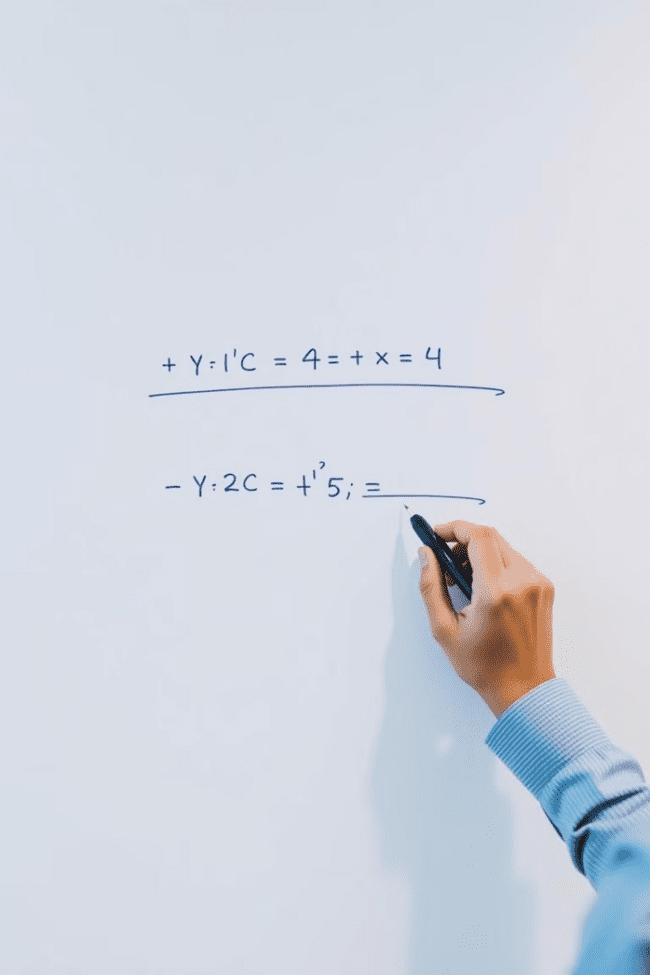 + Y:1'C = 4 = + x = 4
− Y:2C = +'’5; =